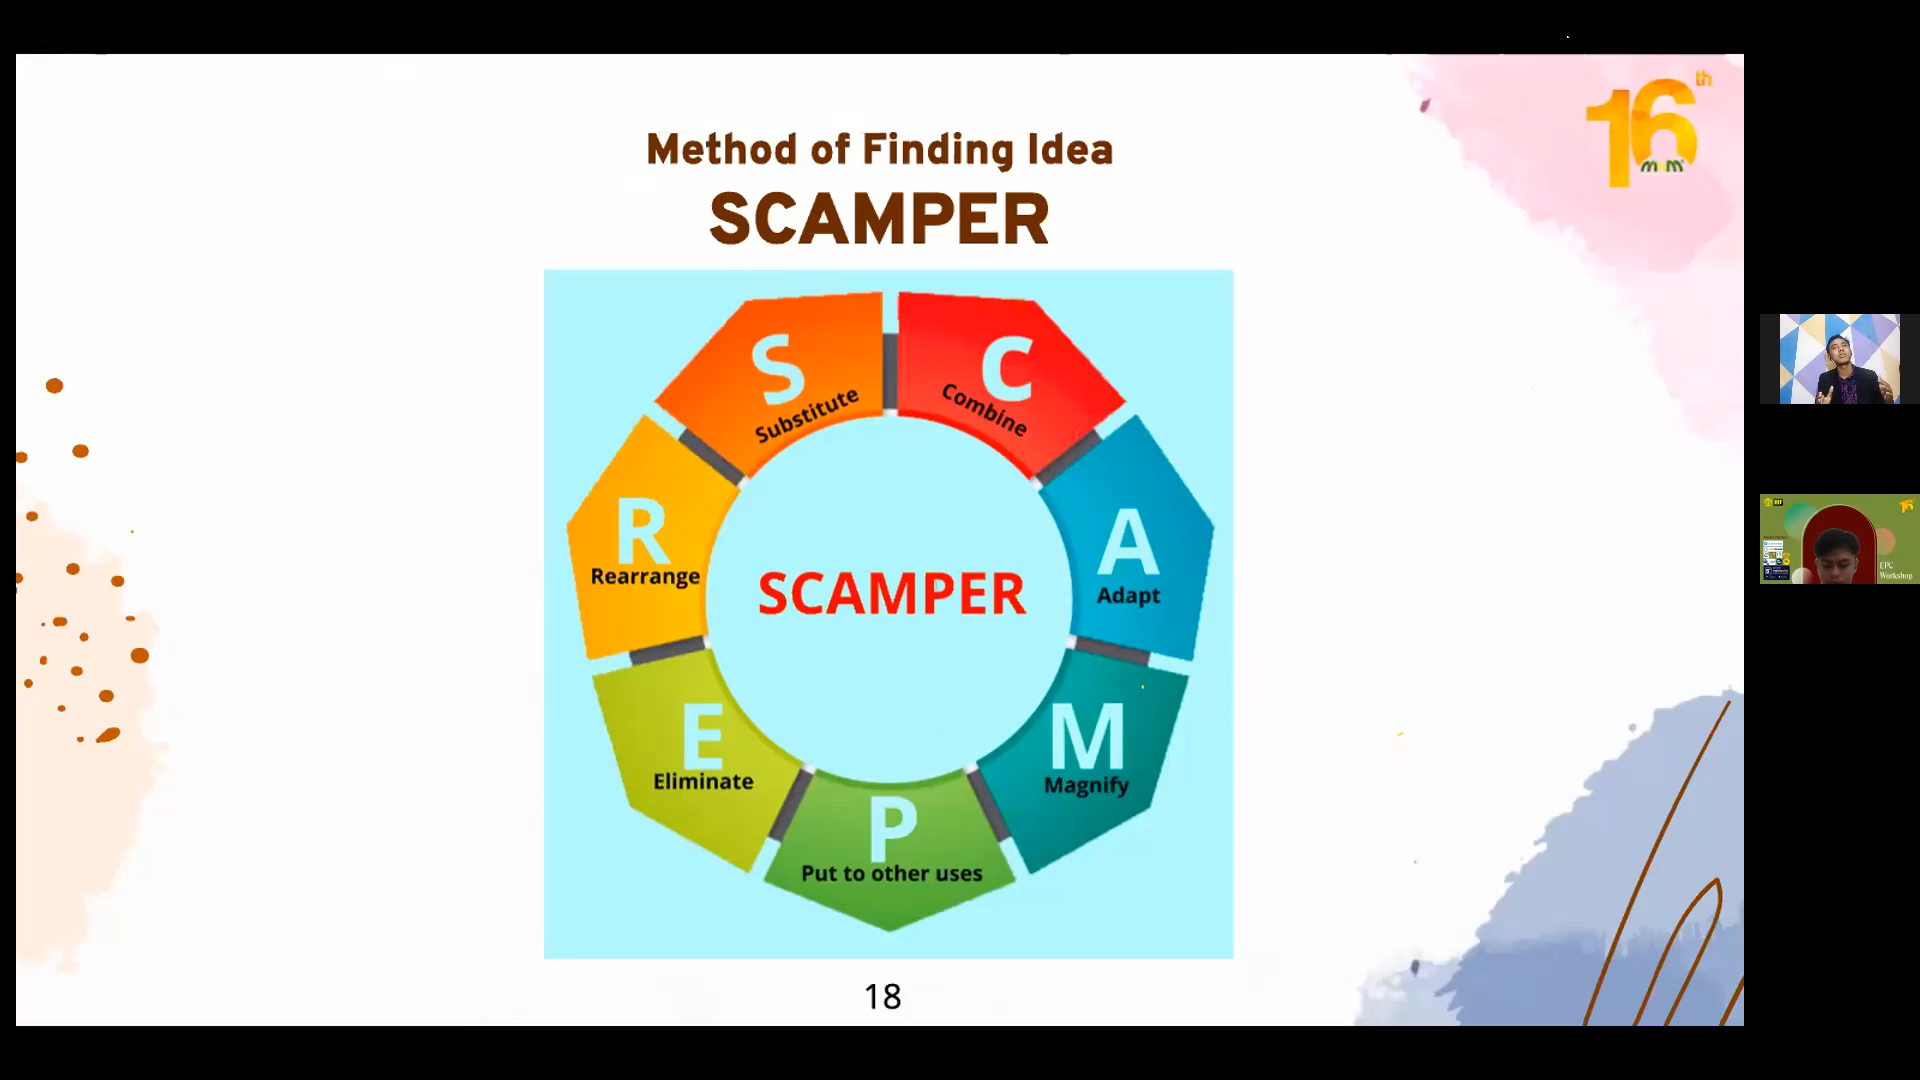 16th
Method of Finding Idea
SCAMPER
S
Substitute
C
Combine
R
Rearrange
A
Adapt
SCAMPER
E
Eliminate
M
Magnify
P
Put to other uses
18
EPC
Workshop